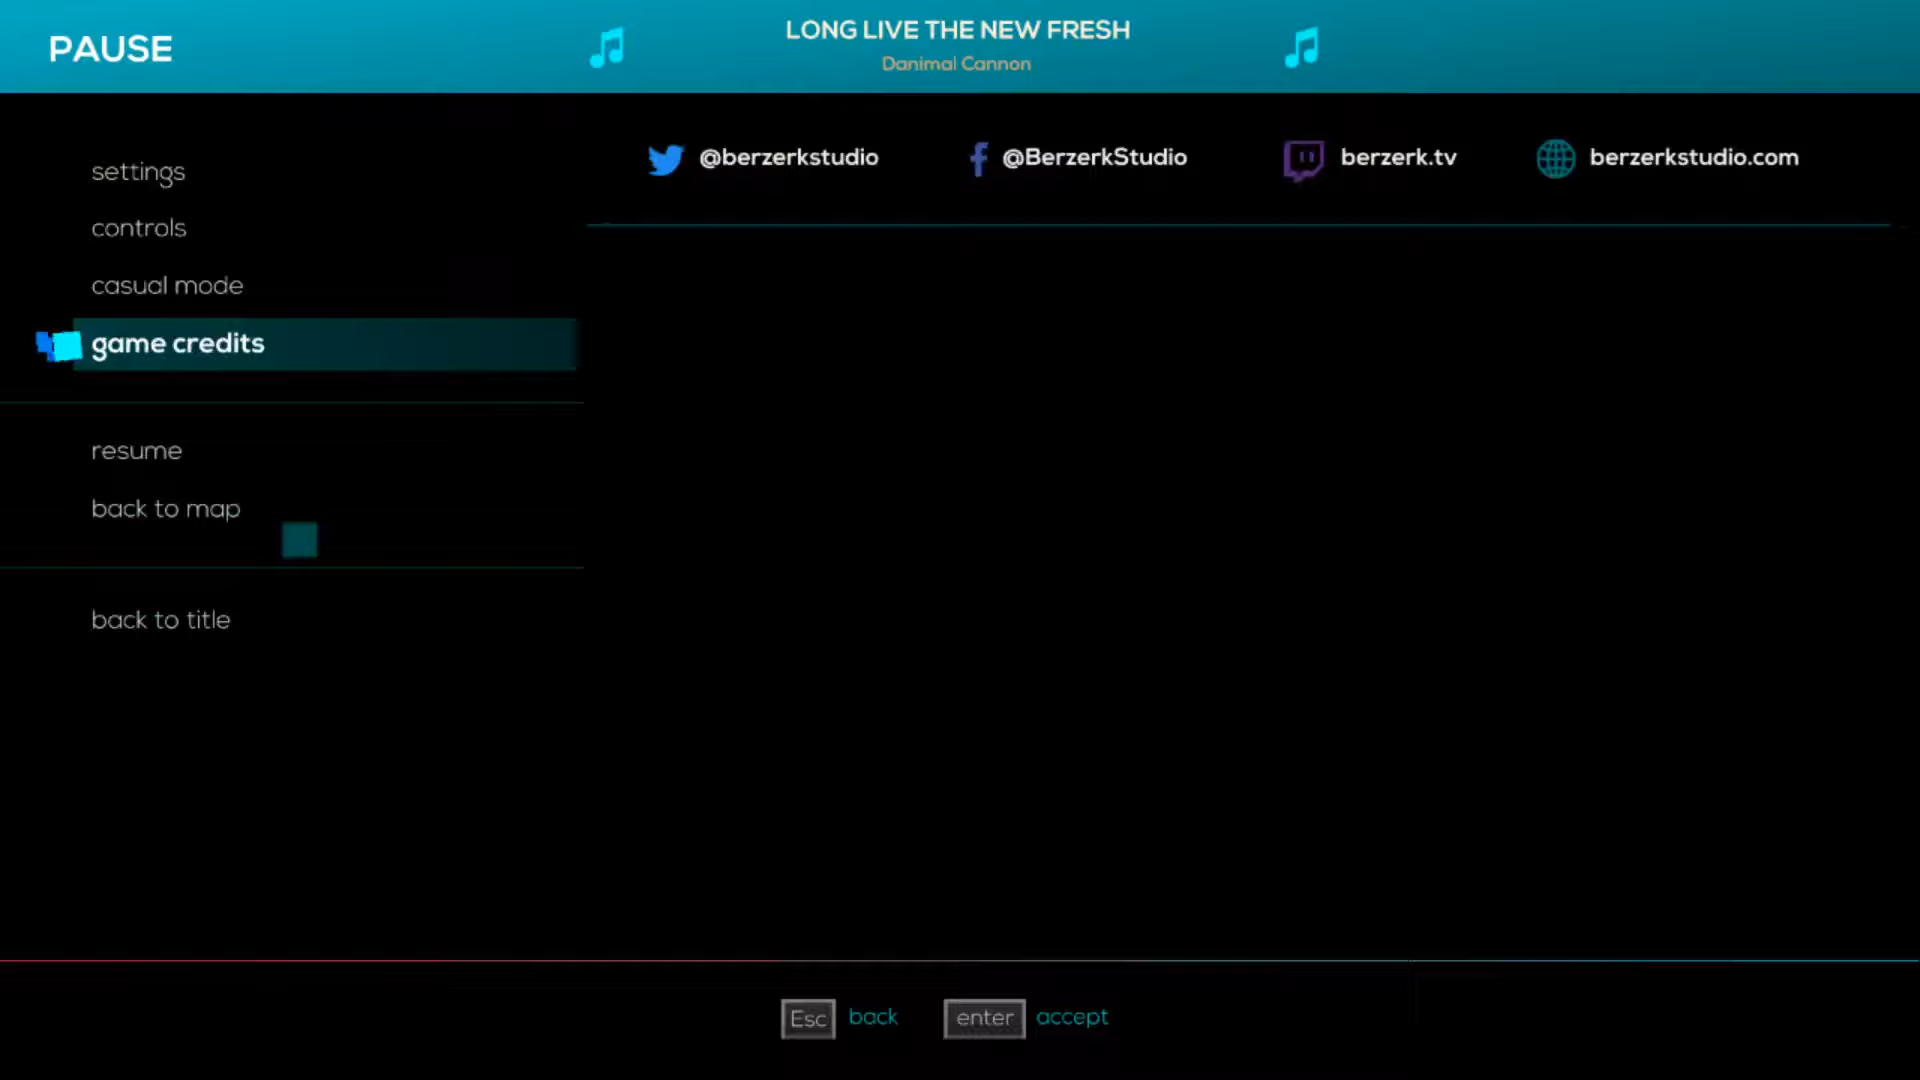 PAUSE
LONG LIVE THE NEW FRESH
Danimal Cannon
settings
controls
casual mode
game credits
resume
back to map
back to title
@berzerkstudio
@BerzerkStudio
berzerk.tv
berzerkstudio.com
Esc back enter accept